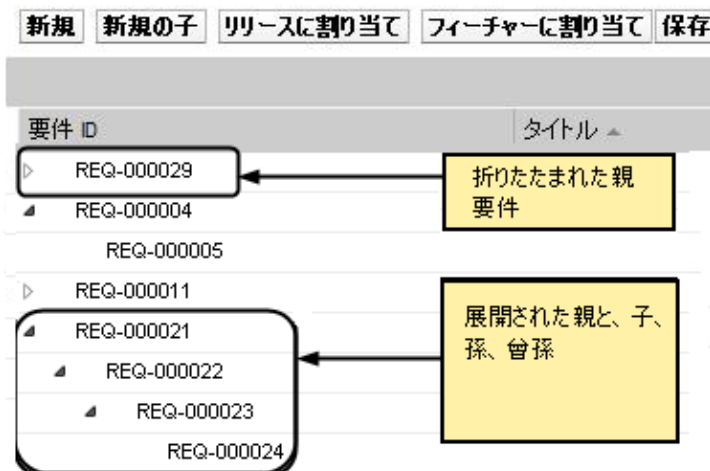 新規 新規の子 リリースに割り当て フィーチャーに割り当て 保存
要件 ID タイトル
REQ-000029
折りたたまれた親
要件
REQ-000004
REQ-000005
REQ-000011
展開された親と、子、
孫、曾孫
REQ-000021
REQ-000022
REQ-000023
REQ-000024